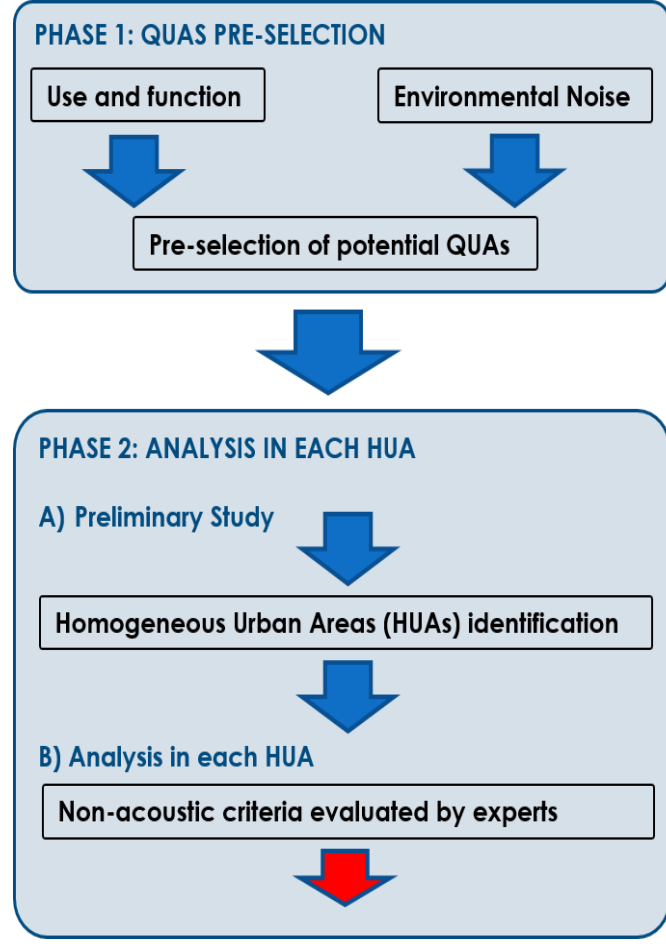 PHASE 1: QUAS PRE-SELECTION
Use and function
Environmental Noise
Pre-selection of potential QUAs
PHASE 2: ANALYSIS IN EACH HUA
A) Preliminary Study
Homogeneous Urban Areas (HUAs) identification
B) Analysis in each HUA
Non-acoustic criteria evaluated by experts